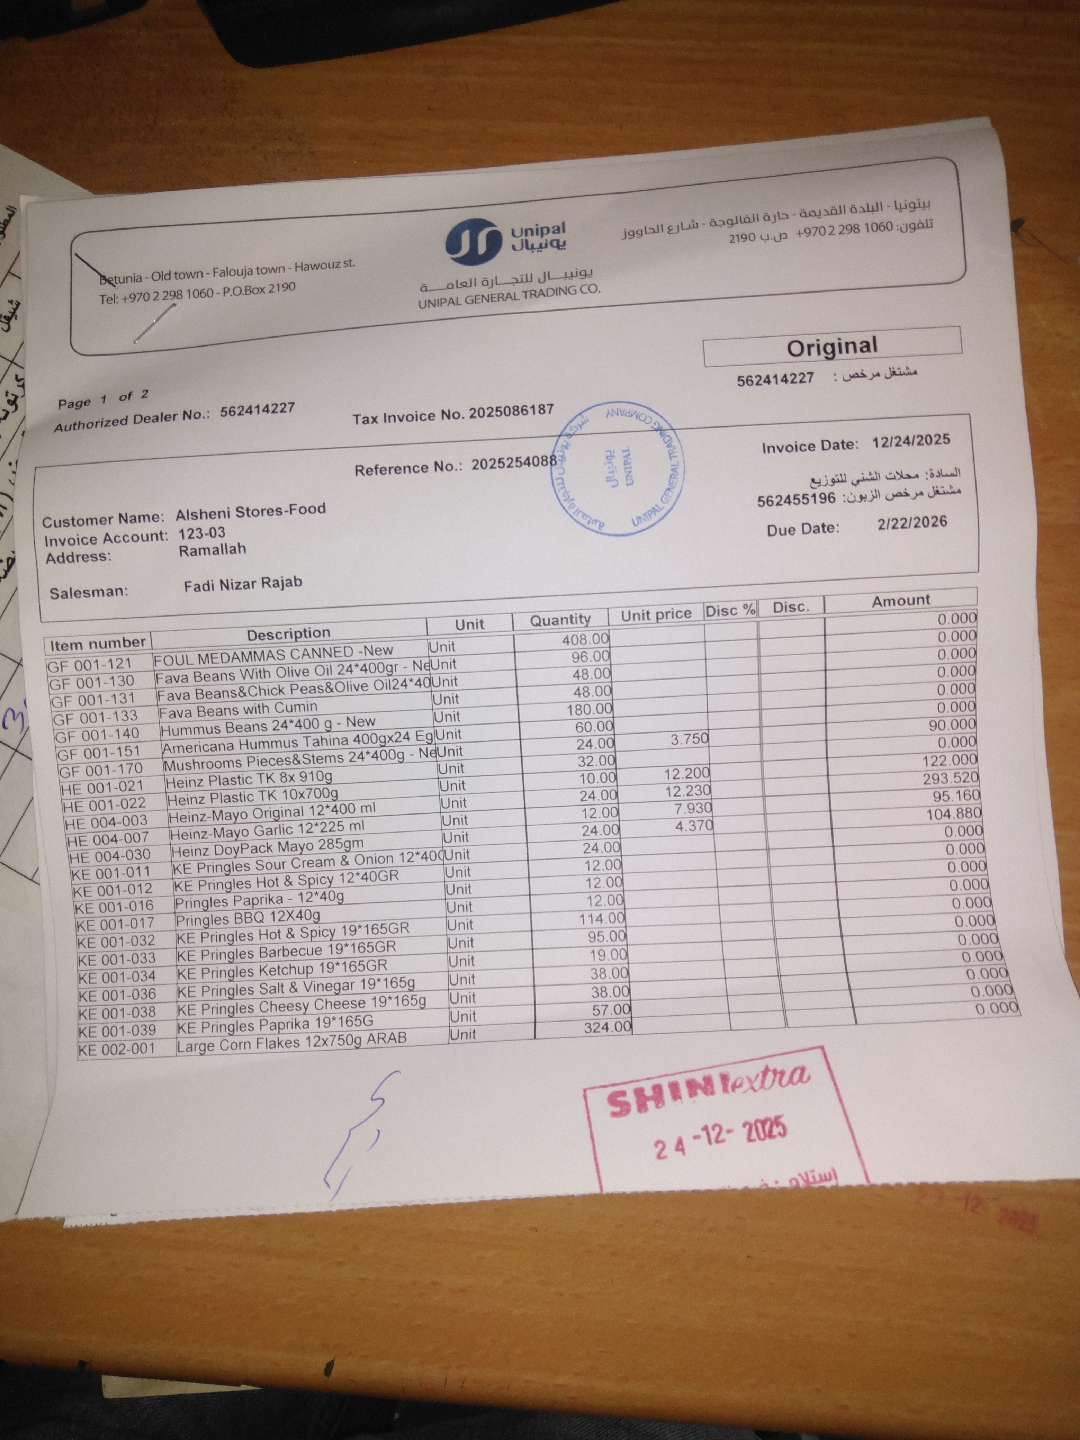 Betunia - Old town - Falouja town - Hawouz st.
Tel: +970 2 298 1060 - P.O.Box 2190
Unipal
يونيبال
يونيبـــال للتجـــارة العامـــة
UNIPAL GENERAL TRADING CO.
بيتونيا - البلدة القديمة - حارة الفالوجة - شارع الحاووز
تلفون: 1060 298 2 970+ ص.ب 2190
Original
مشتغل مرخص : 562414227
Page 1 of 2
Authorized Dealer No.: 562414227
Tax Invoice No. 2025086187
Reference No.: 2025254088
UNIPAL GENERAL TRADING COMPANY
يونيبال
UNIPAL
Invoice Date: 12/24/2025
السادة: محلات الشني للتوزيع
مشتغل مرخص الزبون: 562455196
Due Date: 2/22/2026
Customer Name: Alsheni Stores-Food
Invoice Account: 123-03
Address: Ramallah
Salesman: Fadi Nizar Rajab
Item number Description Unit Quantity Unit price Disc % Disc. Amount
GF 001-121 FOUL MEDAMMAS CANNED -New Unit 408.00 0.000
GF 001-130 Fava Beans With Olive Oil 24*400gr - Ne Unit 96.00 0.000
GF 001-131 Fava Beans&Chick Peas&Olive Oil24*40 Unit 48.00 0.000
GF 001-133 Fava Beans with Cumin Unit 48.00 0.000
GF 001-140 Hummus Beans 24*400 g - New Unit 180.00 0.000
GF 001-151 Americana Hummus Tahina 400gx24 Eg Unit 60.00 0.000
GF 001-170 Mushrooms Pieces&Stems 24*400g - Ne Unit 24.00 3.750 90.000
HE 001-021 Heinz Plastic TK 8x 910g Unit 32.00 0.000
HE 001-022 Heinz Plastic TK 10x700g Unit 10.00 12.200 122.000
HE 004-003 Heinz-Mayo Original 12*400 ml Unit 24.00 12.230 293.520
HE 004-007 Heinz-Mayo Garlic 12*225 ml Unit 12.00 7.930 95.160
HE 004-030 Heinz DoyPack Mayo 285gm Unit 24.00 4.370 104.880
KE 001-011 KE Pringles Sour Cream & Onion 12*40( Unit 24.00 0.000
KE 001-012 KE Pringles Hot & Spicy 12*40GR Unit 12.00 0.000
KE 001-016 Pringles Paprika - 12*40g Unit 12.00 0.000
KE 001-017 Pringles BBQ 12X40g Unit 12.00 0.000
KE 001-032 KE Pringles Hot & Spicy 19*165GR Unit 114.00 0.000
KE 001-033 KE Pringles Barbecue 19*165GR Unit 95.00 0.000
KE 001-034 KE Pringles Ketchup 19*165GR Unit 19.00 0.000
KE 001-036 KE Pringles Salt & Vinegar 19*165g Unit 38.00 0.000
KE 001-038 KE Pringles Cheesy Cheese 19*165g Unit 38.00 0.000
KE 001-039 KE Pringles Paprika 19*165G Unit 57.00 0.000
KE 002-001 Large Corn Flakes 12x750g ARAB Unit 324.00 0.000
SHINI extra
24-12-2025